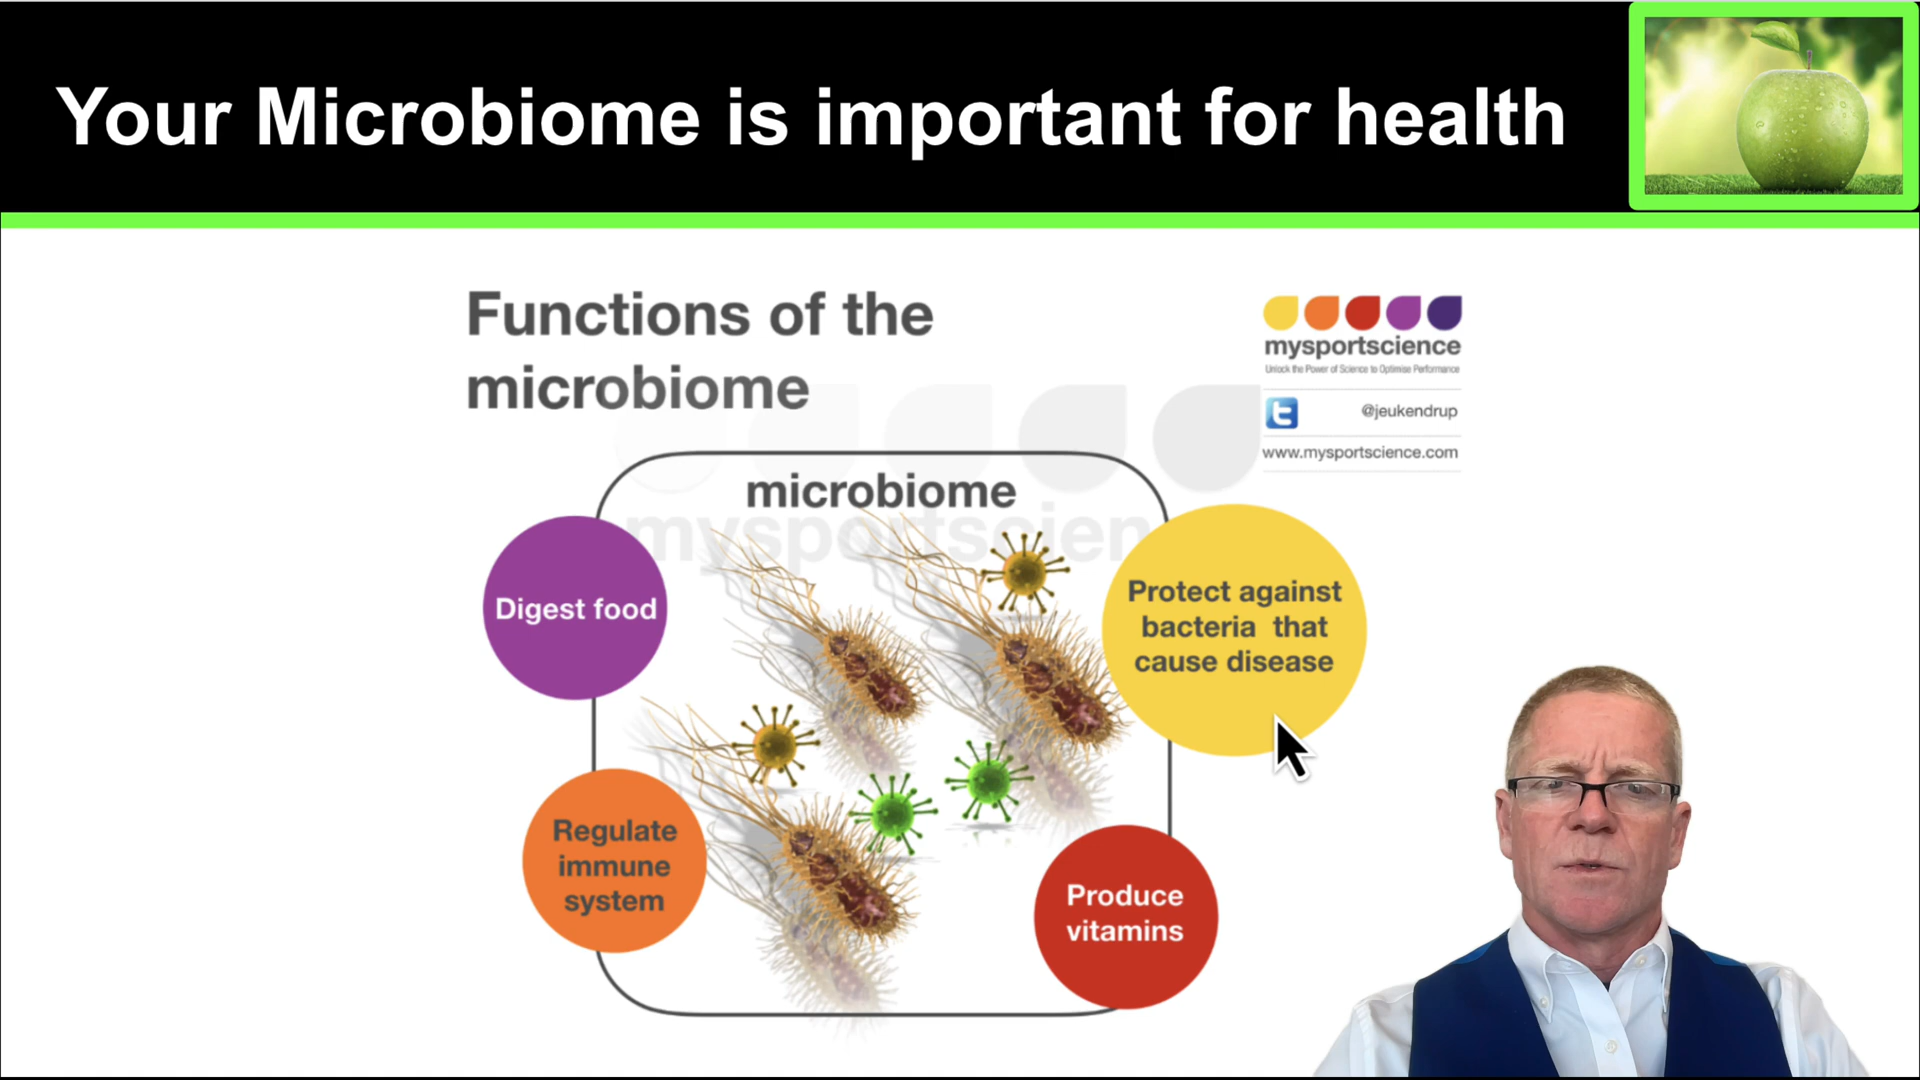 Your Microbiome is important for health
Functions of the
microbiome
mysportscience
Unlock the Power of Science to Optimise Performance
@jeukendrup
www.mysportscience.com
microbiome
mysportscien
Digest food
Protect against
bacteria that
cause disease
Regulate
immune
system
Produce
vitamins